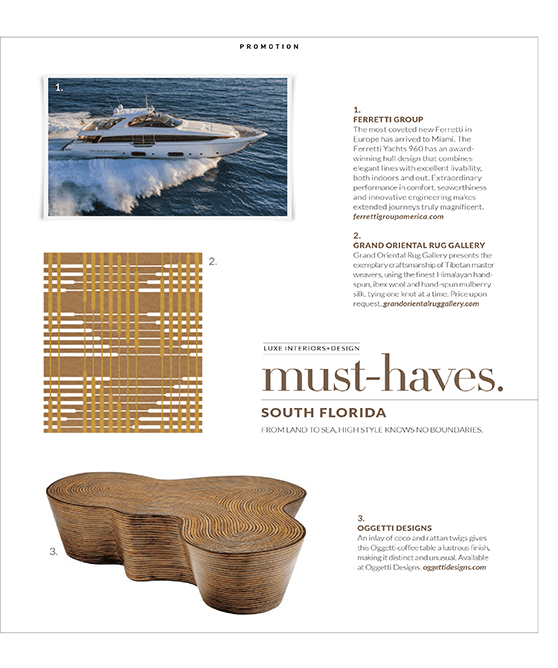 PROMOTION
1.
1.
FERRETTI GROUP
The most coveted new Ferretti in
Europe has arrived to Miami. The
Ferretti Yachts 960 has an award-
winning hull design that combines
elegant lines with excellent livability,
both indoors and out. Extraordinary
performance in comfort, seaworthiness
and innovative engineering makes
extended journeys truly magnificent.
ferrettigroupamerica.com
2.
2.
GRAND ORIENTAL RUG GALLERY
Grand Oriental Rug Gallery presents the
exemplary craftsmanship of Tibetan master
weavers, using the finest Himalayan hand-
spun, ibex wool and hand-spun mulberry
silk, tying one knot at a time. Price upon
request. grandorientalruggallery.com
LUXE INTERIORS+DESIGN
must-haves.
SOUTH FLORIDA
FROM LAND TO SEA, HIGH STYLE KNOWS NO BOUNDARIES.
3.
3.
OGGETTI DESIGNS
An inlay of coco and rattan twigs gives
this Oggetti coffee table a lustrous finish,
making it distinct and unusual. Available
at Oggetti Designs. oggettidesigns.com